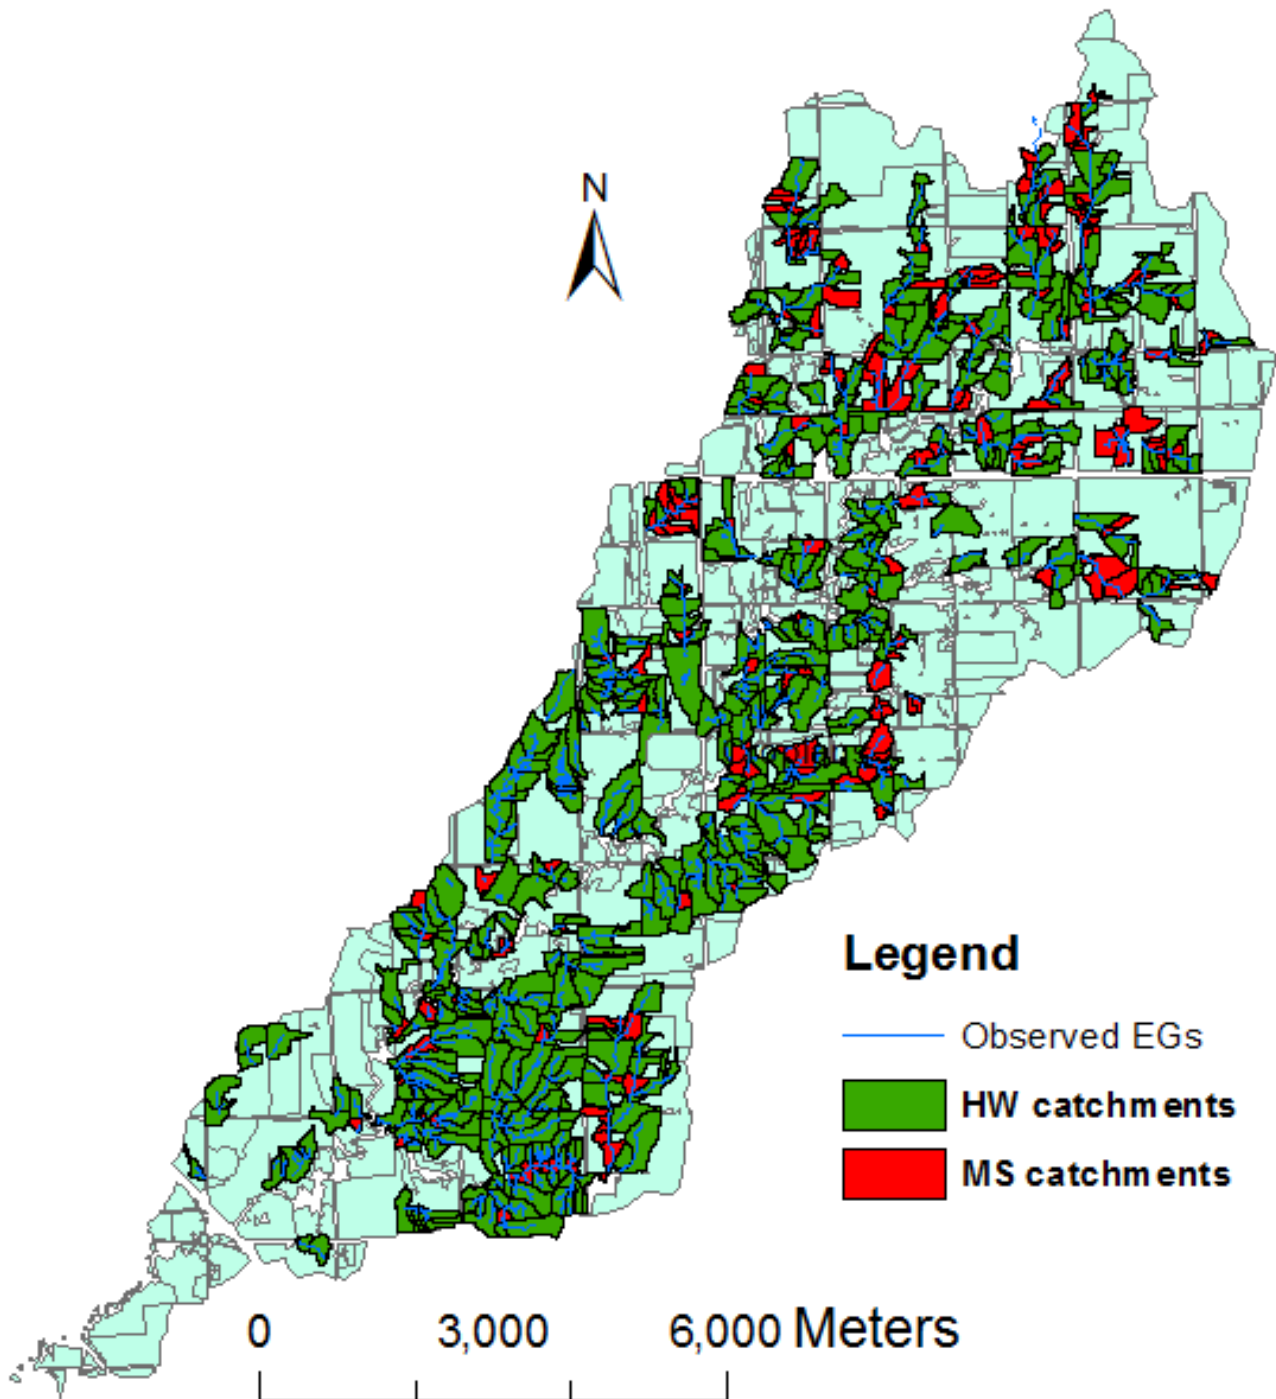 N
Legend
Observed EGs
HW catchments
MS catchments
0 3,000 6,000 Meters